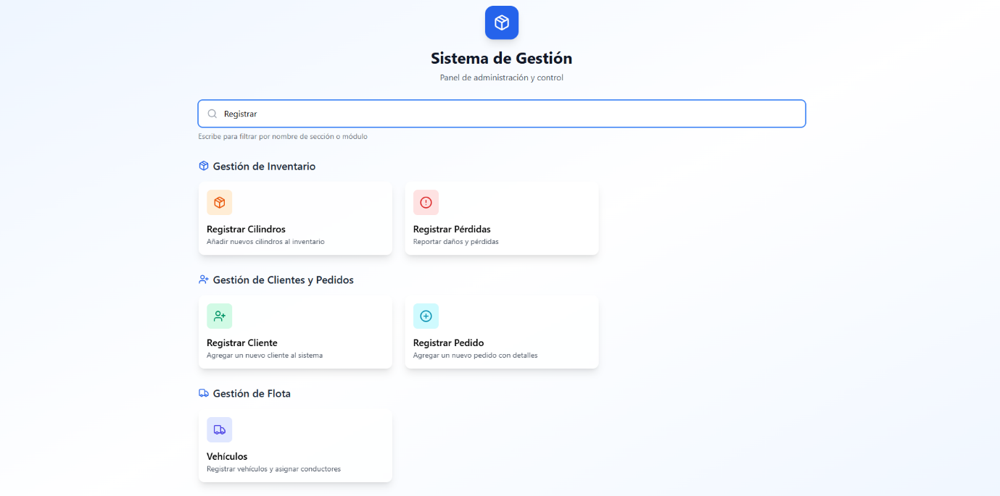 Sistema de Gestión
Panel de administración y control
Registrar
Escribe para filtrar por nombre de sección o módulo
Gestión de Inventario
Registrar Cilindros
Añadir nuevos cilindros al inventario
Registrar Pérdidas
Reportar daños y pérdidas
Gestión de Clientes y Pedidos
Registrar Cliente
Agregar un nuevo cliente al sistema
Registrar Pedido
Agregar un nuevo pedido con detalles
Gestión de Flota
Vehículos
Registrar vehículos y asignar conductores